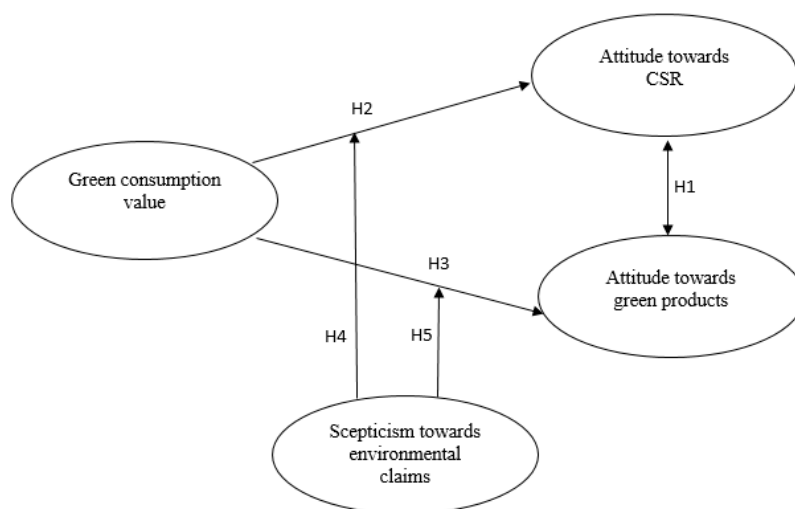 Attitude towards
CSR
H2
Green consumption
value
H1
H3
Attitude towards
green products
H4
H5
Scepticism towards
environmental
claims